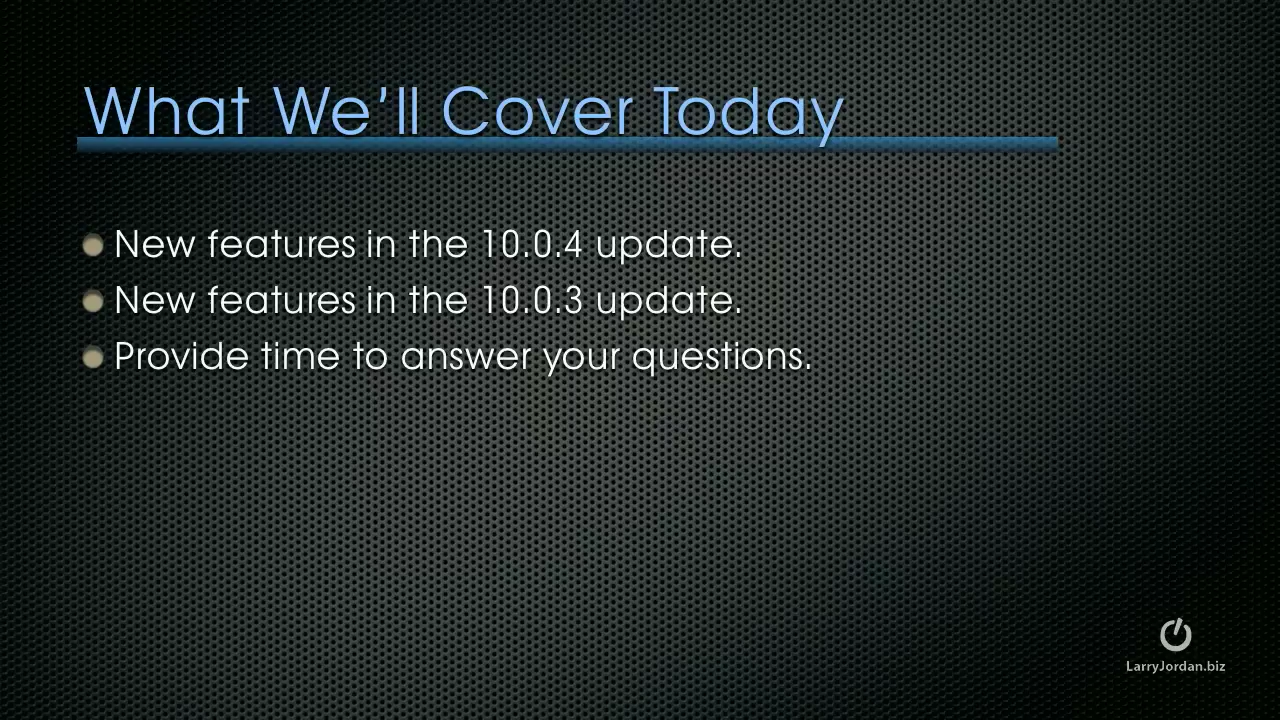 What We’ll Cover Today
New features in the 10.0.4 update.
New features in the 10.0.3 update.
Provide time to answer your questions.
LarryJordan.biz